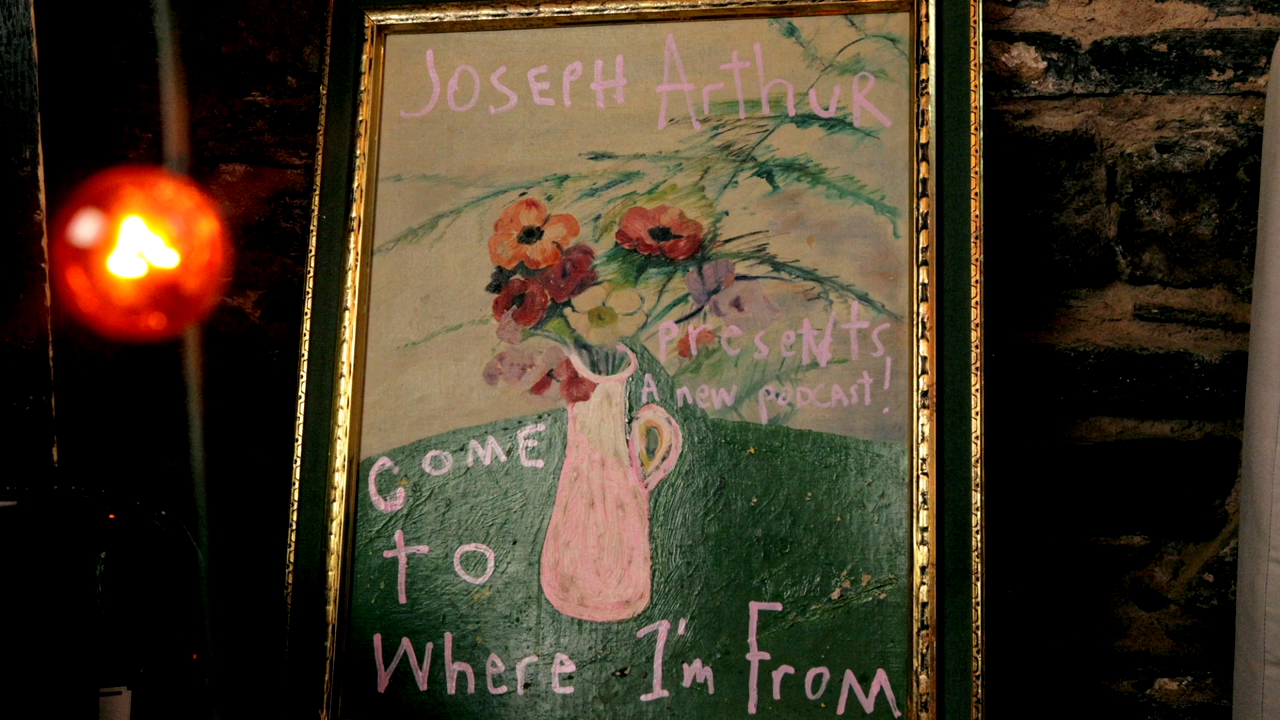 JOSEPH ArthuR
preseNts
A new podcast!
COME
to
Where I'm From